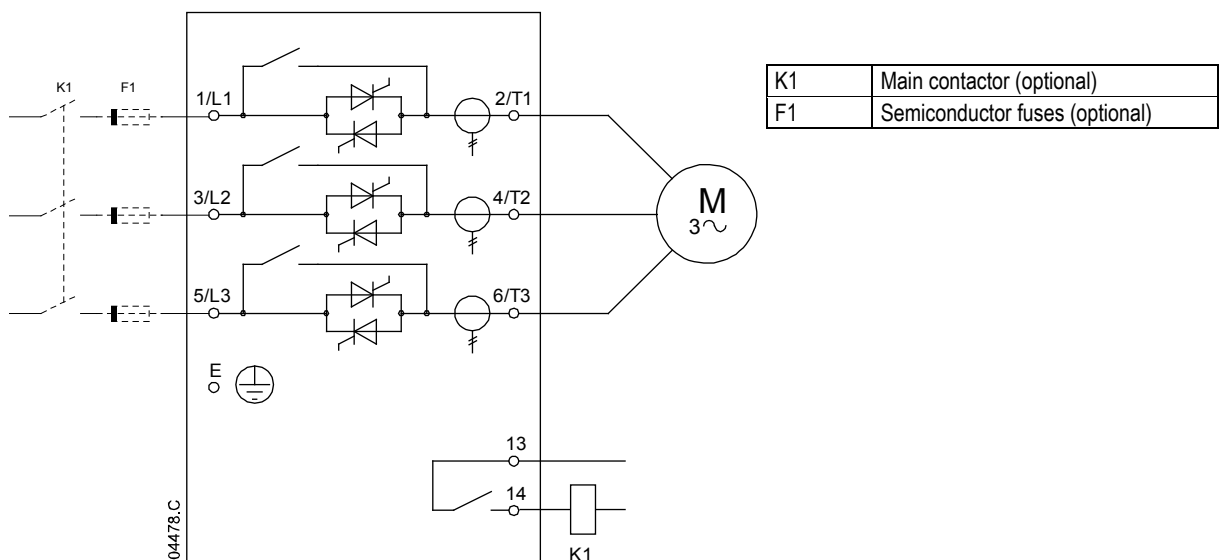 K1 F1
1/L1 2/T1
3/L2 4/T2
5/L3 6/T3
M
3
E
13
14
K1
04478.C
K1 Main contactor (optional)
F1 Semiconductor fuses (optional)